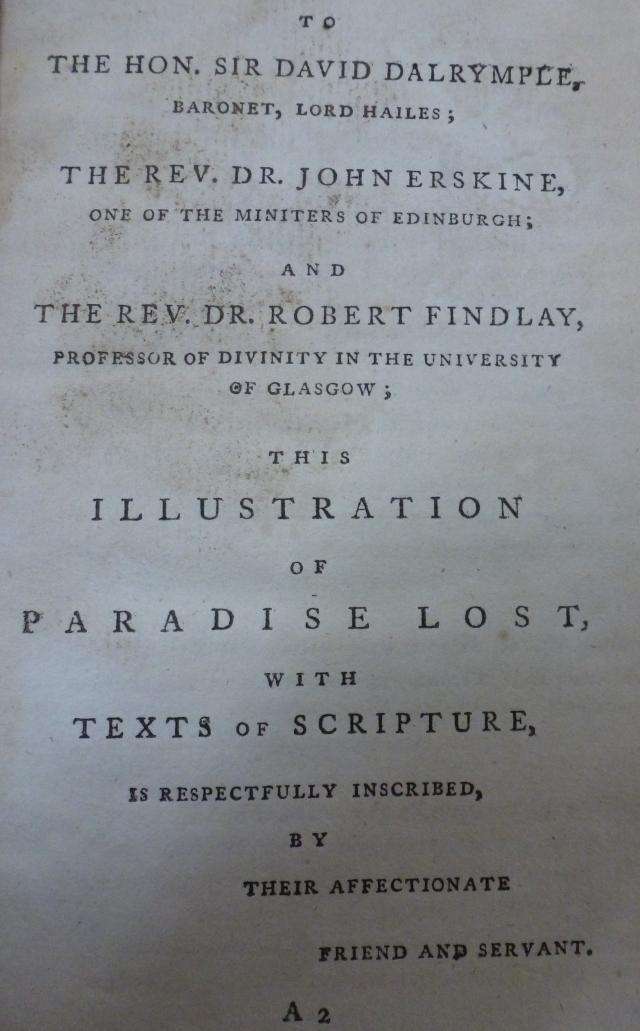 TO
THE HON. SIR DAVID DALRYMPLE,
BARONET, LORD HAILES;
THE REV. DR. JOHN ERSKINE,
ONE OF THE MINITERS OF EDINBURGH;
AND
THE REV. DR. ROBERT FINDLAY,
PROFESSOR OF DIVINITY IN THE UNIVERSITY
OF GLASGOW;
THIS
ILLUSTRATION
OF
PARADISE LOST,
WITH
TEXTS OF SCRIPTURE,
IS RESPECTFULLY INSCRIBED,
BY
THEIR AFFECTIONATE
FRIEND AND SERVANT.
A 2